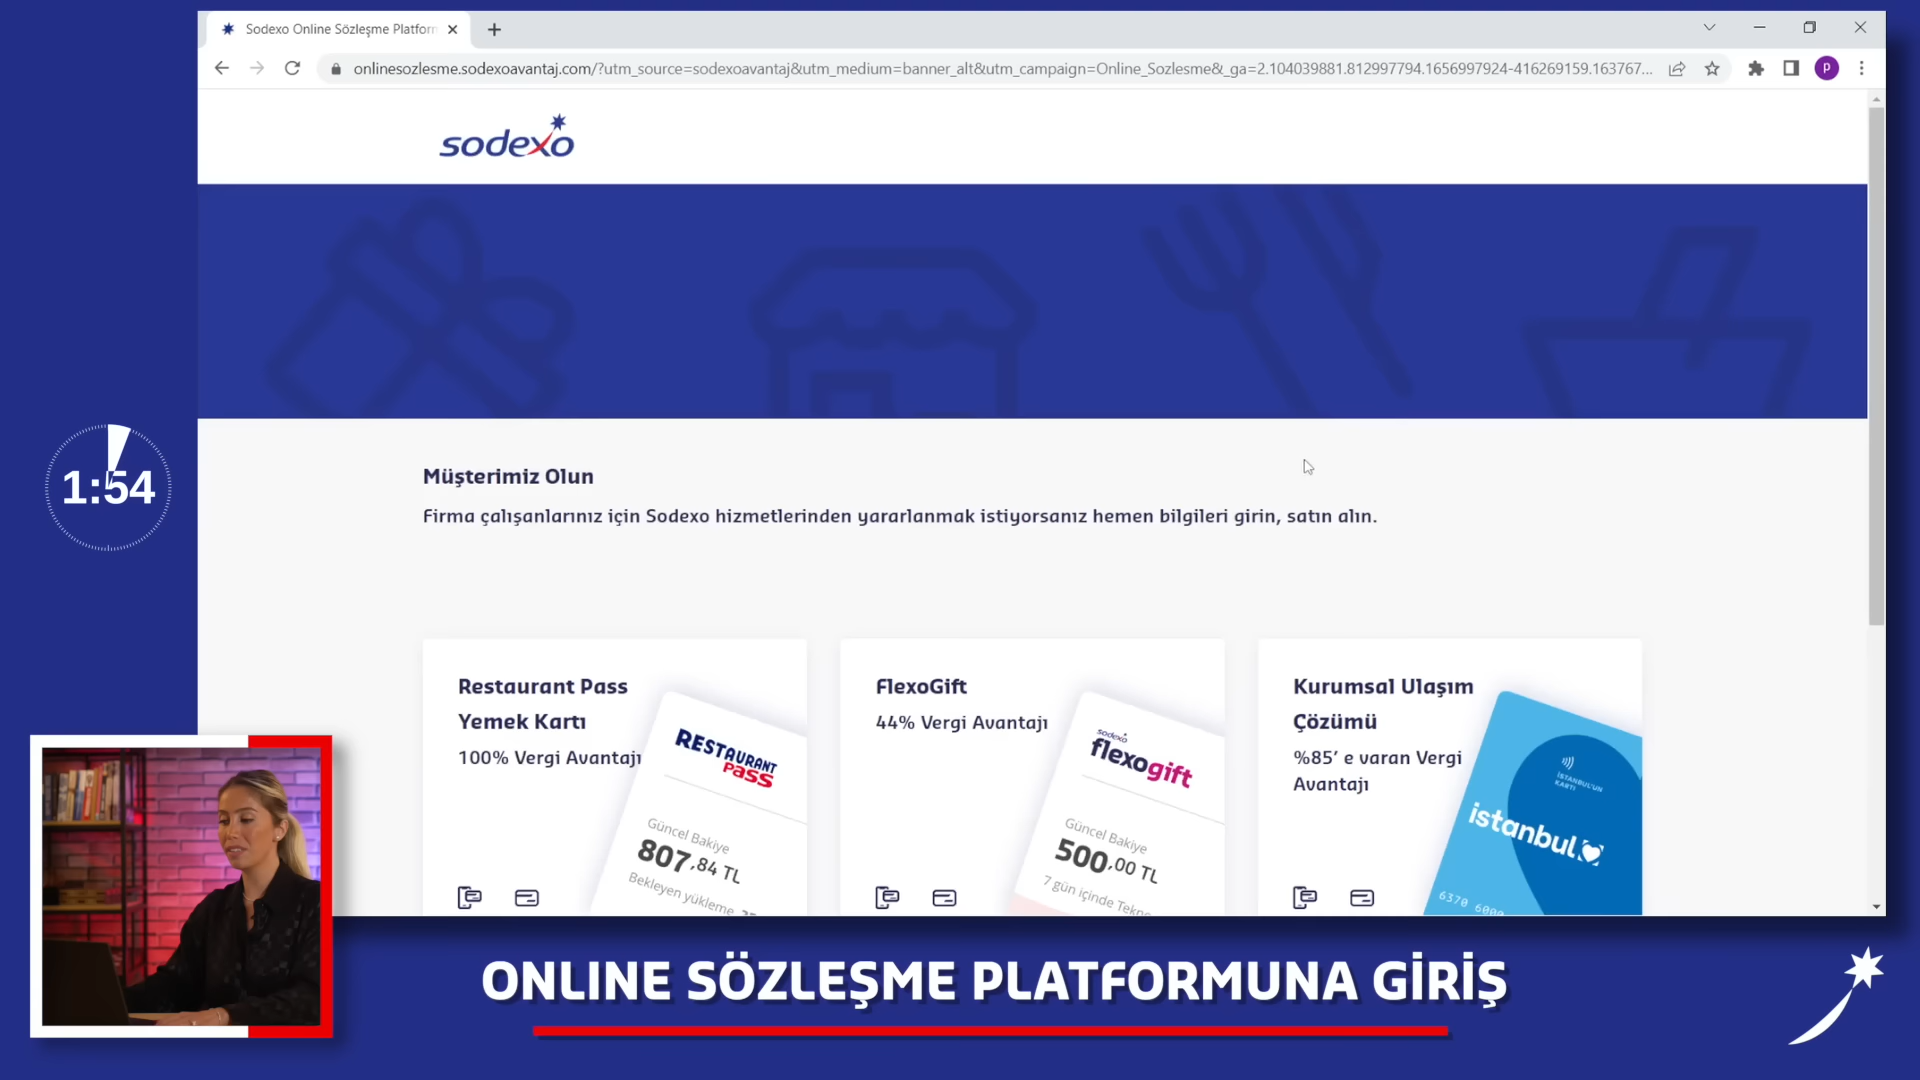 Sodexo Online Sözleşme Platforn
onlinesozlesme.sodexoavantaj.com/?utm_source=sodexoavantaj&utm_medium=banner_alt&utm_campaign=Online_Sozlesme&_ga=2.104039881.812997794.1656997924-416269159.163767...
P
sodexo
Müşterimiz Olun
Firma çalışanlarınız için Sodexo hizmetlerinden yararlanmak istiyorsanız hemen bilgileri girin, satın alın.
1:54
Restaurant Pass
Yemek Kartı
100% Vergi Avantajı
RESTAURANT
PASS
Güncel Bakiye
807,84 TL
Bekleyen yükleme
FlexoGift
44% Vergi Avantajı
sodexo
flexogift
Güncel Bakiye
500,00 TL
7 gün içinde
Kurumsal Ulaşım
Çözümü
%85’ e varan Vergi
Avantajı
İSTANBUL'UN
KARTI
istanbul
6370 6000
ONLINE SÖZLEŞME PLATFORMUNA GİRİŞ